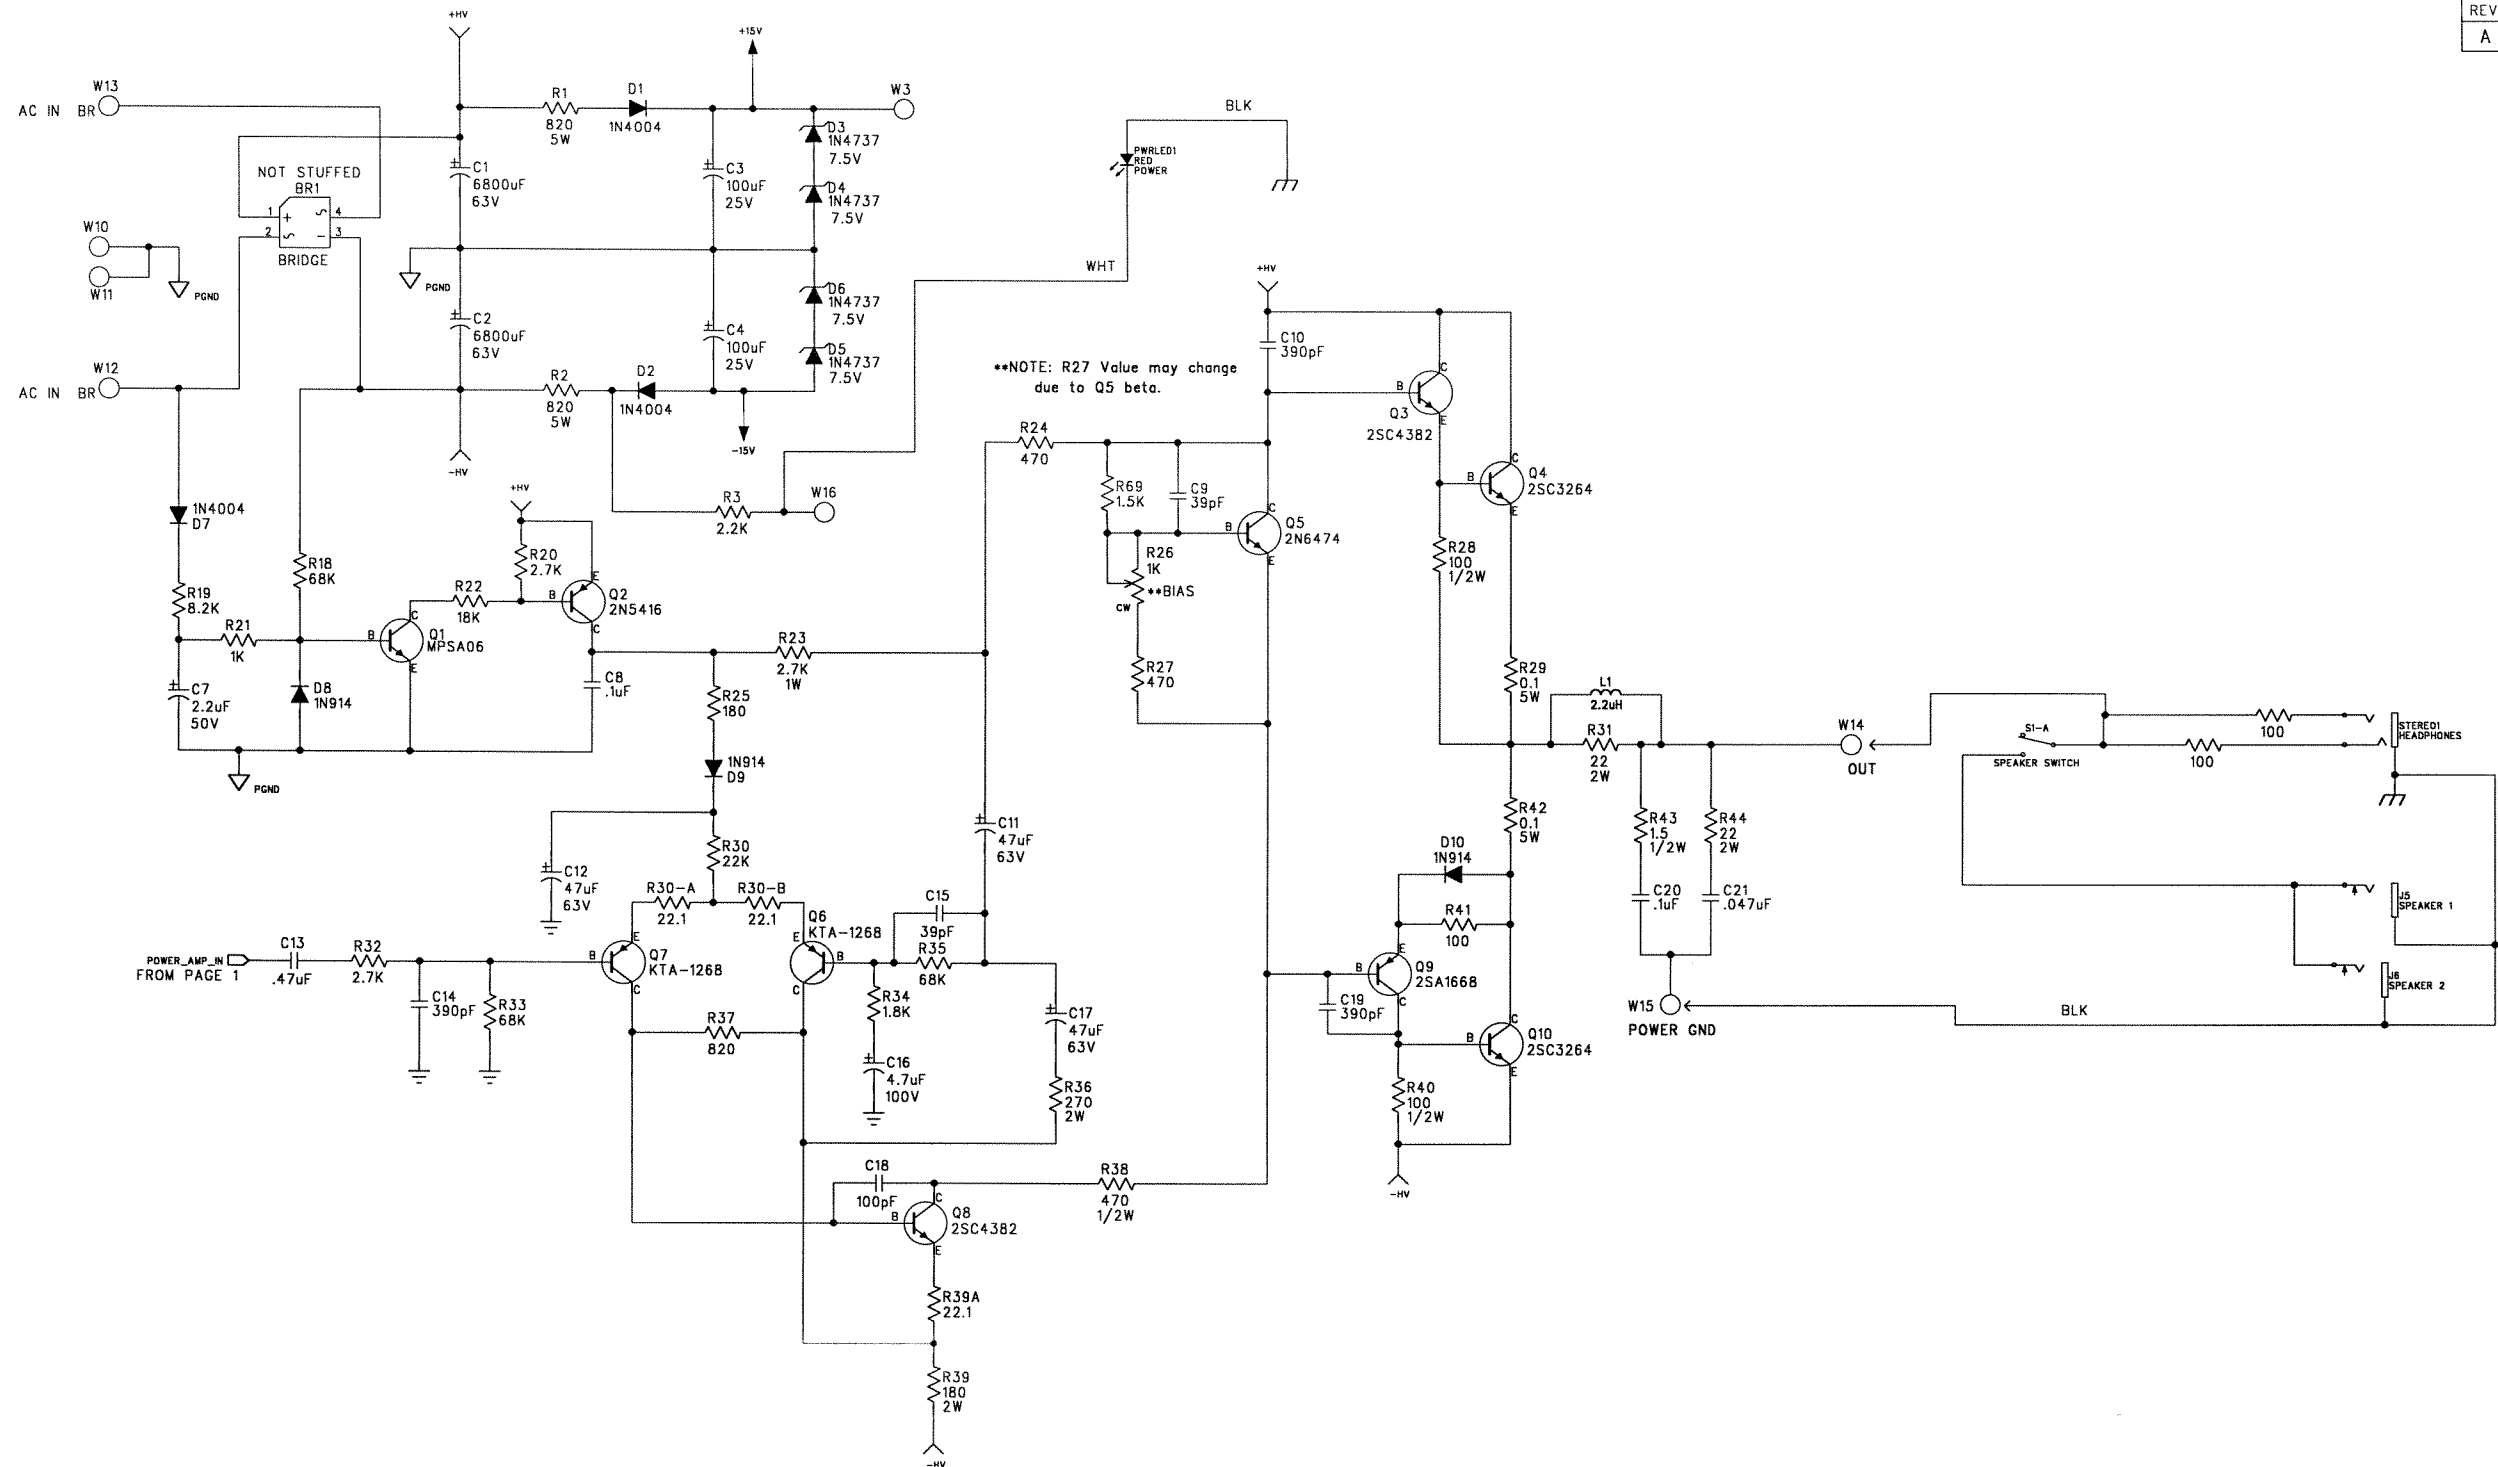 REV
A
+HV
+15V
W13
AC IN BR
R1
820
5W
D1
1N4004
W3
D3
1N4737
7.5V
C1
6800uF
63V
C3
100uF
25V
D4
1N4737
7.5V
NOT STUFFED
BR1
1
2
3
4
+
-
BRIDGE
W10
W11
PGND
PGND
BLK
PWRLED1
RED
POWER
WHT
D6
1N4737
7.5V
C2
6800uF
63V
C4
100uF
25V
D5
1N4737
7.5V
W12
AC IN BR
R2
820
5W
D2
1N4004
-15V
-HV
R3
2.2K
W16
**NOTE: R27 Value may change
due to Q5 beta.
+HV
C10
390pF
B
C
E
Q3
2SC4382
R24
470
R69
1.5K
C9
39pF
B
C
E
Q5
2N6474
B
C
E
Q4
2SC3264
R26
1K
**BIAS
CW
R27
470
R28
100
1/2W
R29
0.1
5W
1N4004
D7
R19
8.2K
R18
68K
R21
1K
B
C
E
Q1
MPSA06
R22
18K
+HV
R20
2.7K
B
E
C
Q2
2N5416
C7
2.2uF
50V
D8
1N914
PGND
C8
.1uF
R25
180
R23
2.7K
1W
1N914
D9
C12
47uF
63V
R30
22K
R30-A
22.1
R30-B
22.1
C11
47uF
63V
L1
2.2uH
R31
22
2W
W14
OUT
S1-A
SPEAKER SWITCH
100
100
STEREO1
HEADPHONES
R42
0.1
5W
R43
1.5
1/2W
R44
22
2W
C20
.1uF
C21
.047uF
D10
1N914
R41
100
J5
SPEAKER 1
J6
SPEAKER 2
POWER_AMP_IN
FROM PAGE 1
C13
.47uF
R32
2.7K
C14
390pF
R33
68K
B
E
C
Q7
KTA-1268
Q6
KTA-1268
E
B
C
C15
39pF
R35
68K
R34
1.8K
C16
4.7uF
100V
C17
47uF
63V
R36
270
2W
R37
820
B
E
C
Q9
2SA1668
C19
390pF
B
C
E
Q10
2SC3264
R40
100
1/2W
-HV
W15
POWER GND
BLK
C18
100pF
B
C
E
Q8
2SC4382
R38
470
1/2W
R39A
22.1
R39
180
2W
-HV